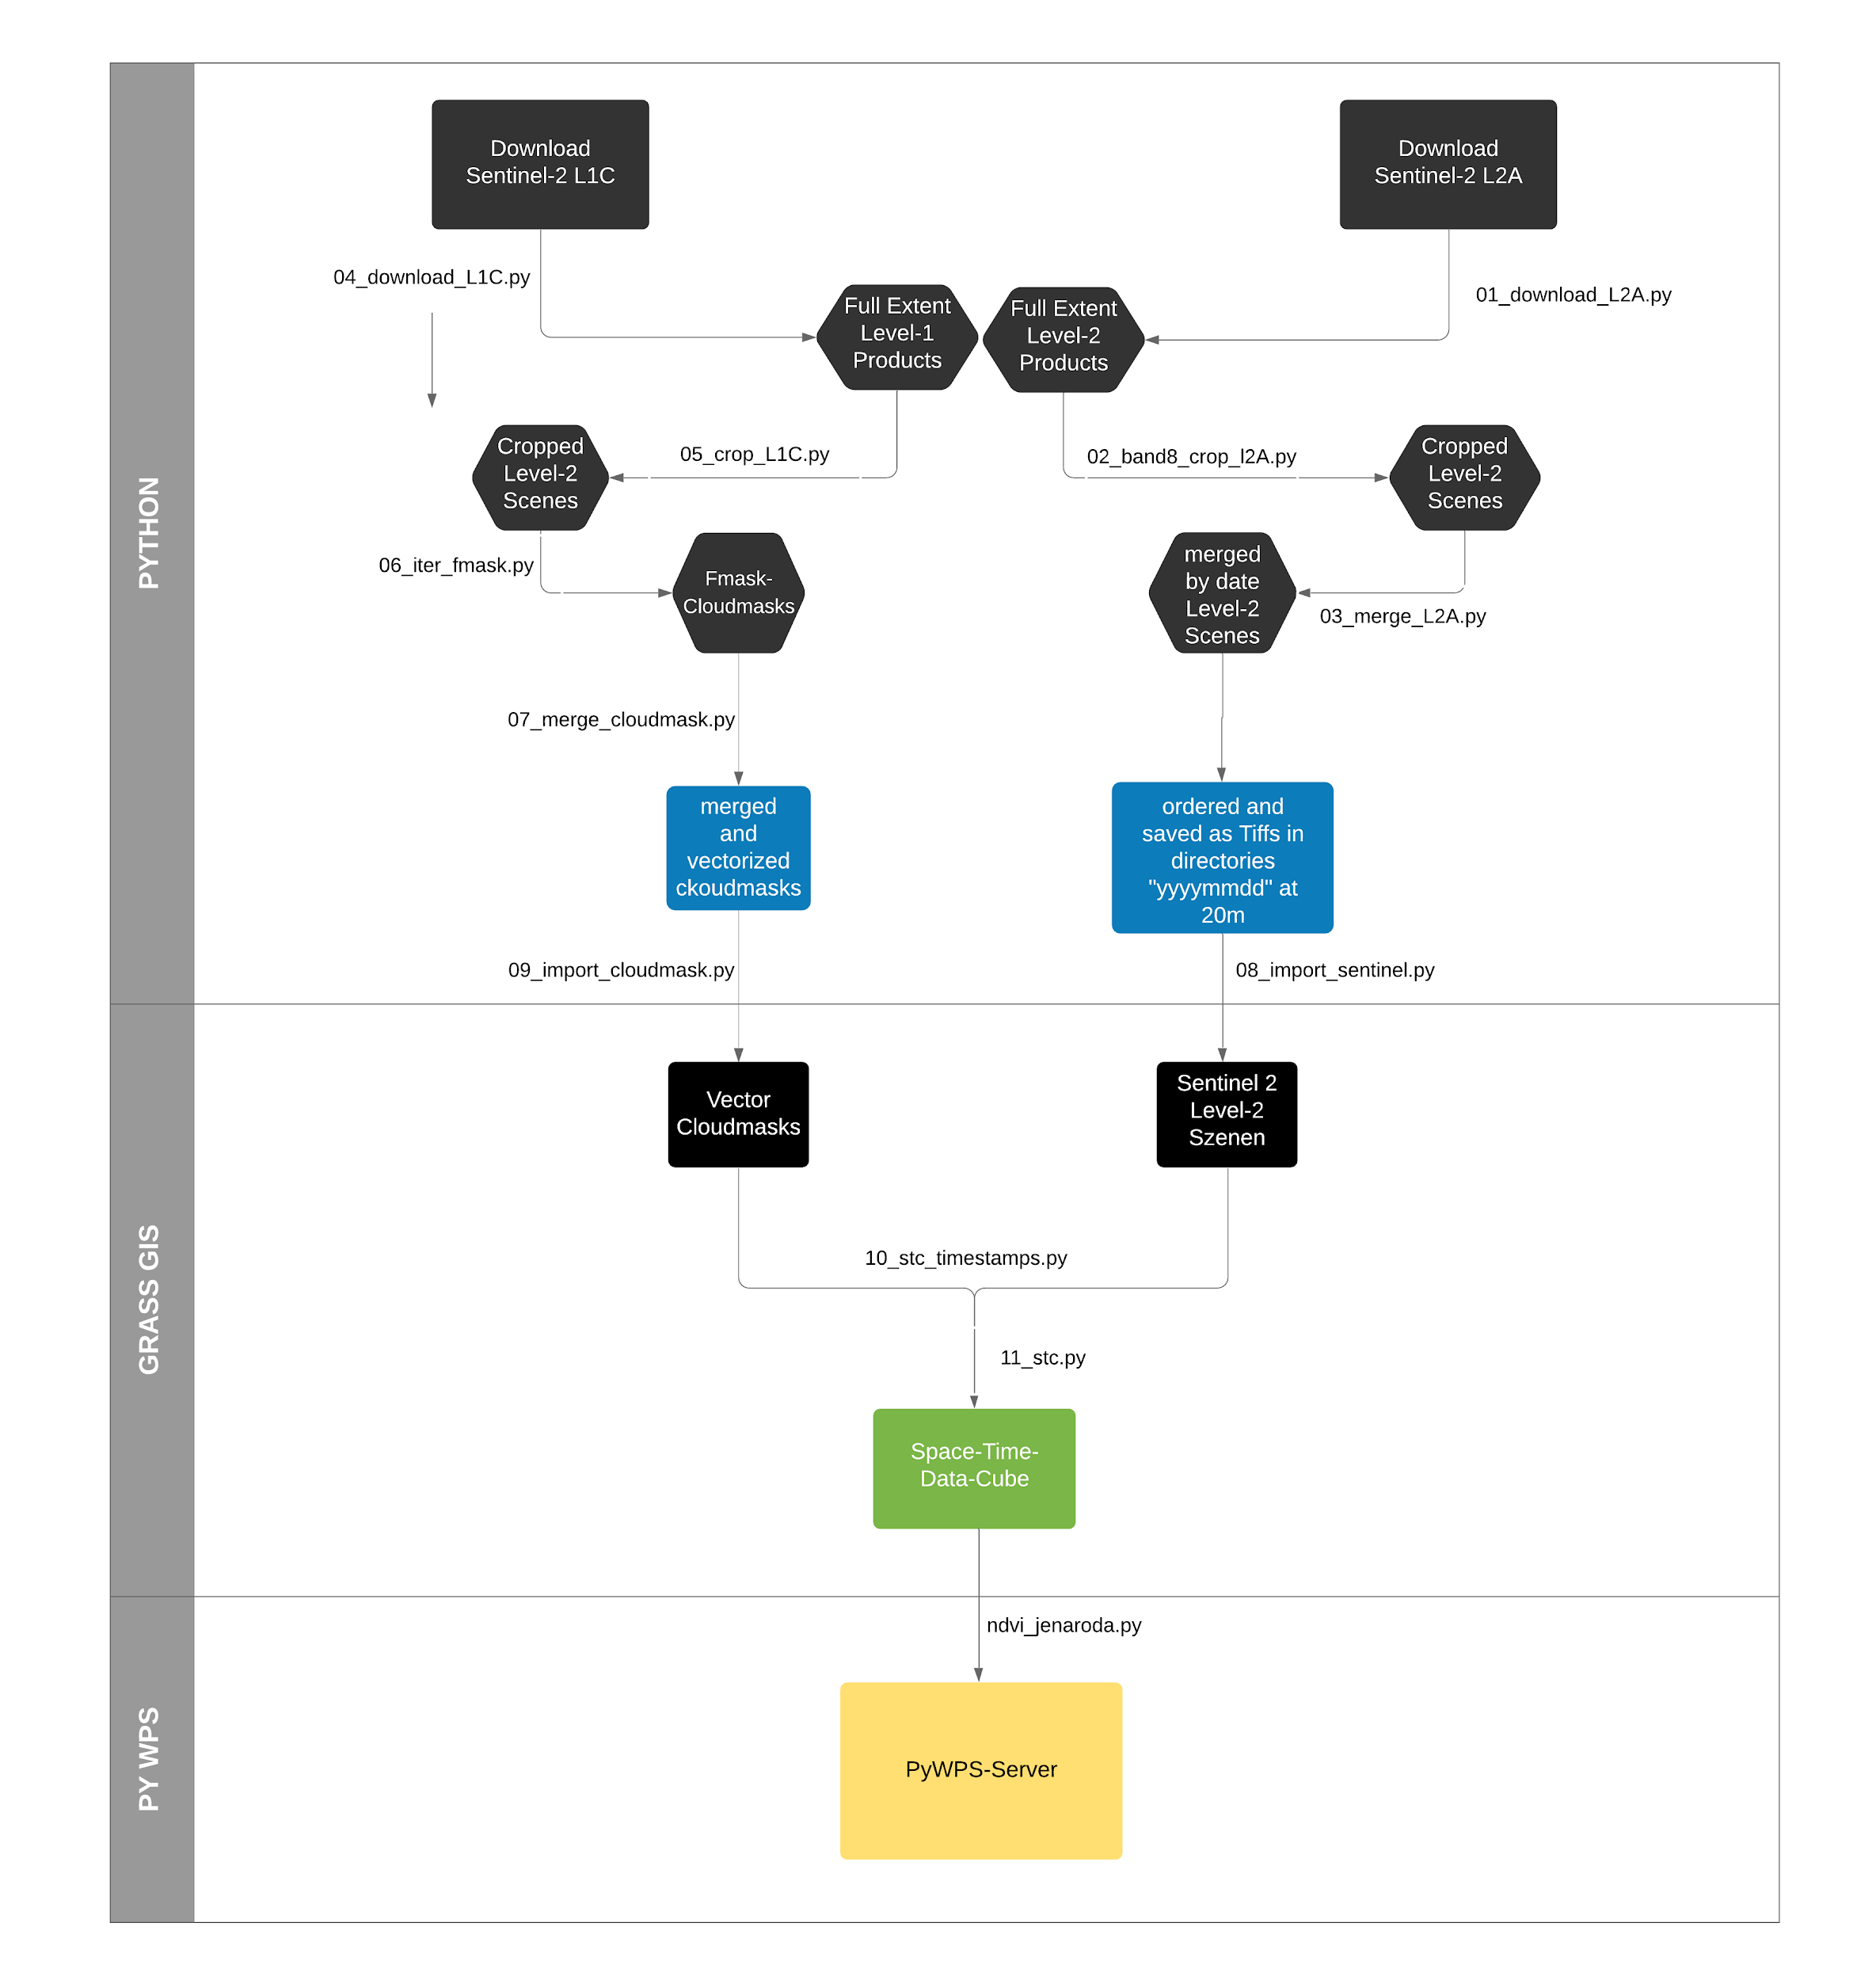 PYTHON
Download
Sentinel-2 L1C
Download
Sentinel-2 L2A
04_download_L1C.py
01_download_L2A.py
Full Extent
Level-1
Products
Full Extent
Level-2
Products
Cropped
Level-2
Scenes
05_crop_L1C.py
02_band8_crop_l2A.py
Cropped
Level-2
Scenes
06_iter_fmask.py
Fmask-
Cloudmasks
merged
by date
Level-2
Scenes
03_merge_L2A.py
07_merge_cloudmask.py
merged
and
vectorized
ckoudmasks
ordered and
saved as Tiffs in
directories
"yyyymmdd" at
20m
09_import_cloudmask.py
08_import_sentinel.py
GRASS GIS
Vector
Cloudmasks
Sentinel 2
Level-2
Szenen
10_stc_timestamps.py
11_stc.py
Space-Time-
Data-Cube
PY WPS
ndvi_jenaroda.py
PyWPS-Server